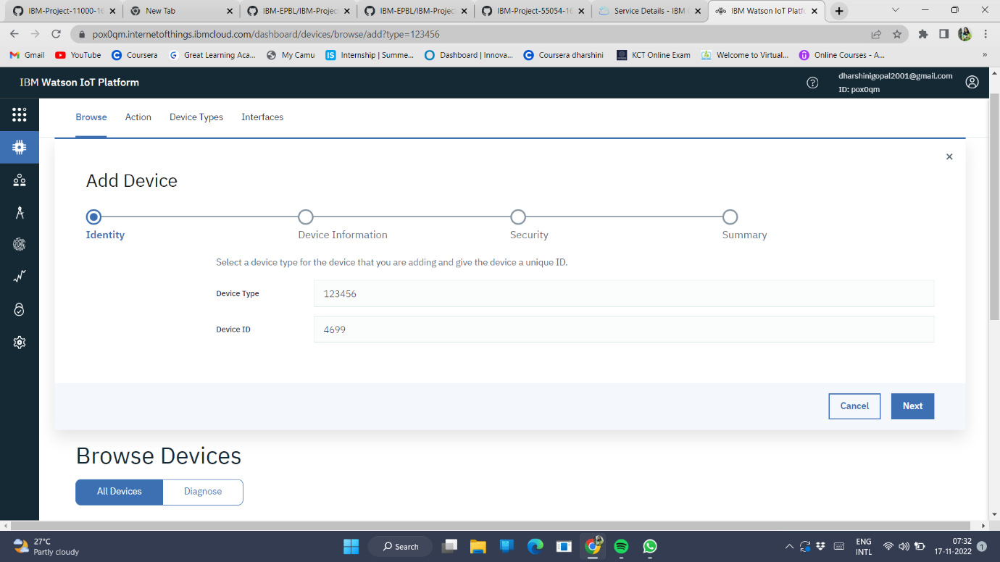 IBM-Project-11000-16
New Tab
IBM-EPBL/IBM-Projec
IBM-EPBL/IBM-Projec
IBM-Project-55054-16
Service Details - IBM
IBM Watson IoT Platf
pox0qm.internetofthings.ibmcloud.com/dashboard/devices/browse/add?type=123456
Gmail
YouTube
Coursera
Great Learning Aca...
My Camu
Internship | Summe...
Dashboard | Innova...
Coursera dharshini
KCT Online Exam
Welcome to Virtual...
Online Courses - A...
IBM Watson IoT Platform
dharshinigopal2001@gmail.com
ID: pox0qm
Browse
Action
Device Types
Interfaces
Add Device
Identity
Device Information
Security
Summary
Select a device type for the device that you are adding and give the device a unique ID.
Device Type
123456
Device ID
4699
Cancel
Next
Browse Devices
All Devices
Diagnose
27°C
Partly cloudy
Search
ENG
INTL
07:32
17-11-2022
1